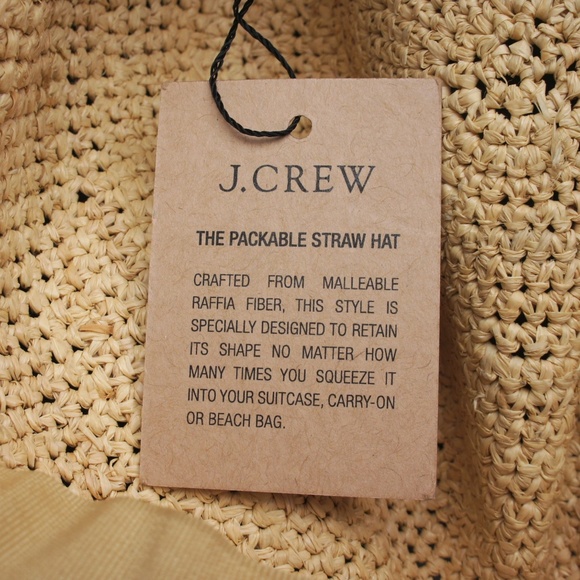 J.CREW
THE PACKABLE STRAW HAT
CRAFTED FROM MALLEABLE
RAFFIA FIBER, THIS STYLE IS
SPECIALLY DESIGNED TO RETAIN
ITS SHAPE NO MATTER HOW
MANY TIMES YOU SQUEEZE IT
INTO YOUR SUITCASE, CARRY-ON
OR BEACH BAG.